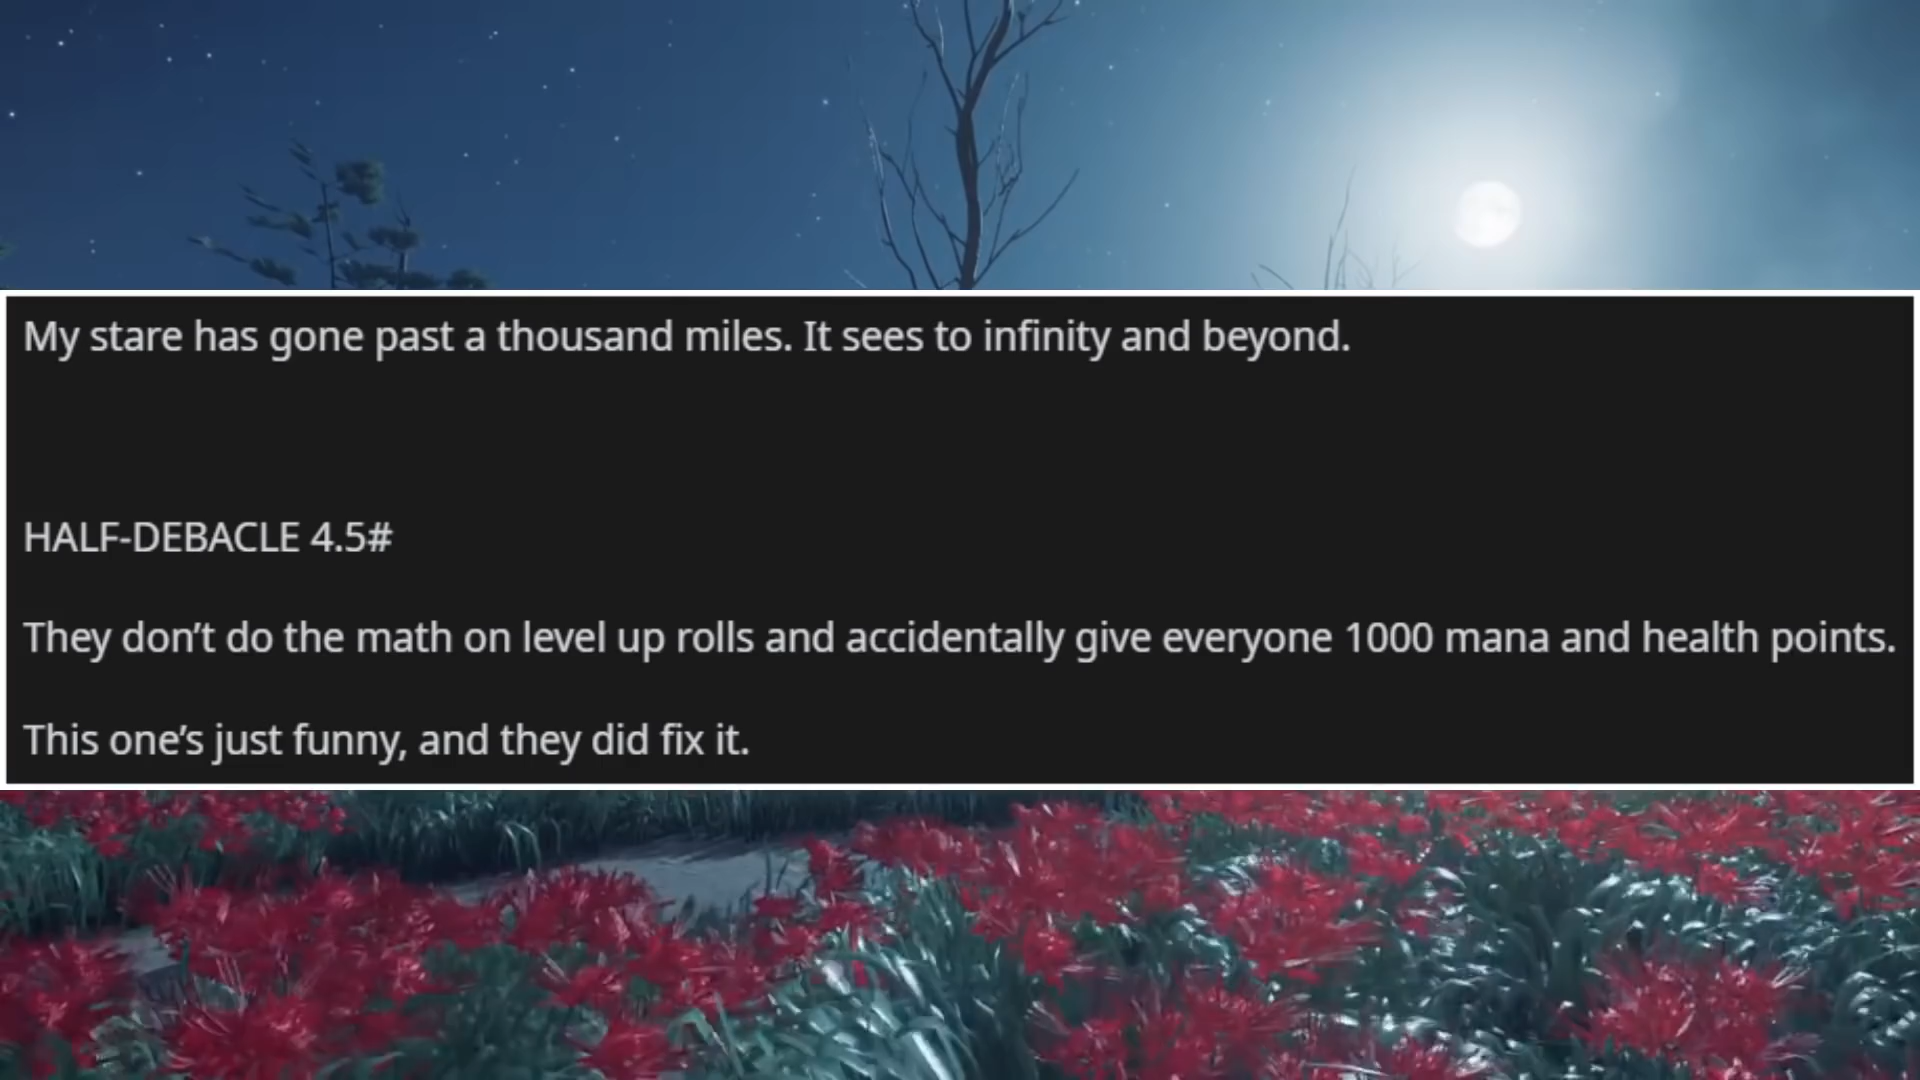 My stare has gone past a thousand miles. It sees to infinity and beyond.
HALF-DEBACLE 4.5#
They don’t do the math on level up rolls and accidentally give everyone 1000 mana and health points.
This one’s just funny, and they did fix it.